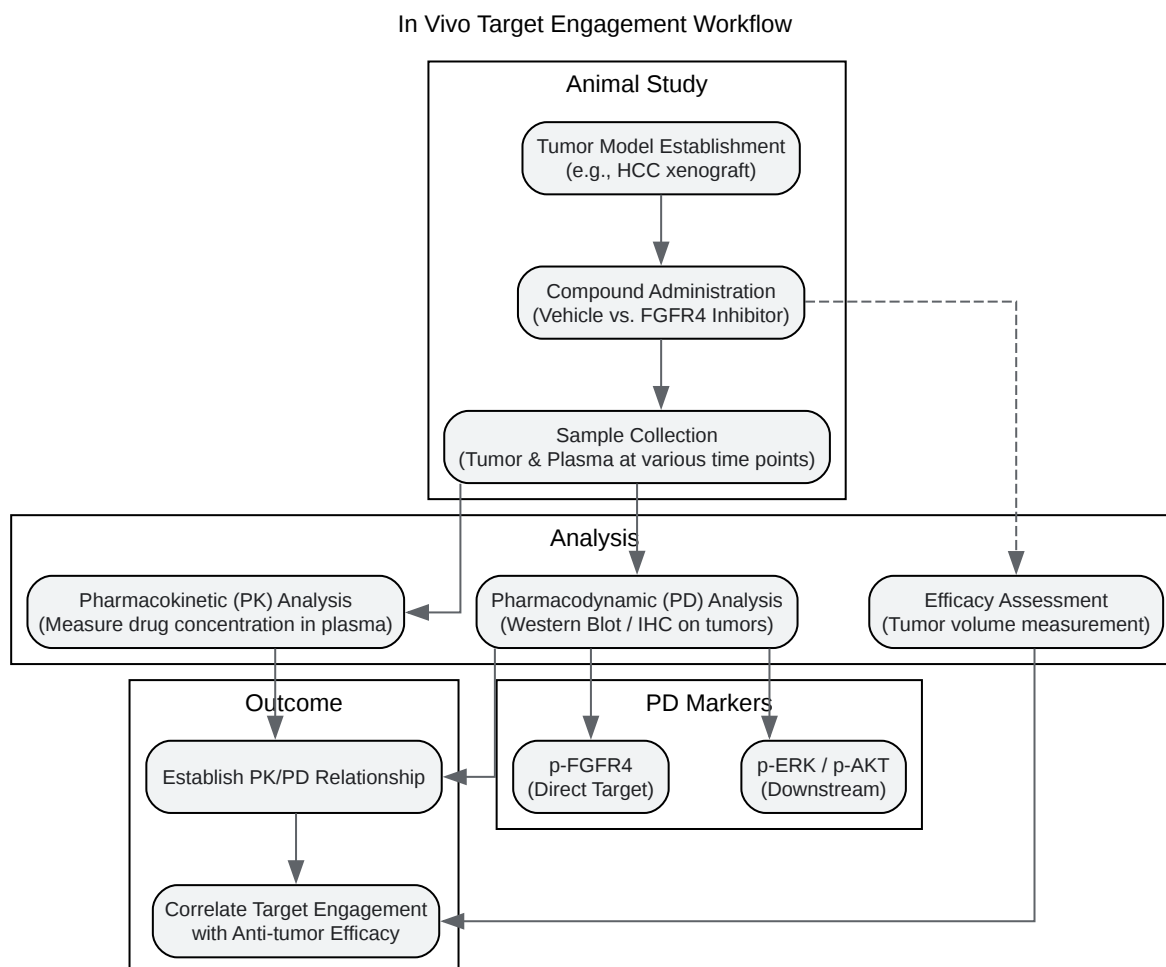 In Vivo Target Engagement Workflow
Animal Study
Tumor Model Establishment
(e.g., HCC xenograft)
Compound Administration
(Vehicle vs. FGFR4 Inhibitor)
Sample Collection
(Tumor & Plasma at various time points)
Analysis
Pharmacokinetic (PK) Analysis
(Measure drug concentration in plasma)
Pharmacodynamic (PD) Analysis
(Western Blot / IHC on tumors)
Efficacy Assessment
(Tumor volume measurement)
Outcome
PD Markers
Establish PK/PD Relationship
p-FGFR4
(Direct Target)
p-ERK / p-AKT
(Downstream)
Correlate Target Engagement
with Anti-tumor Efficacy